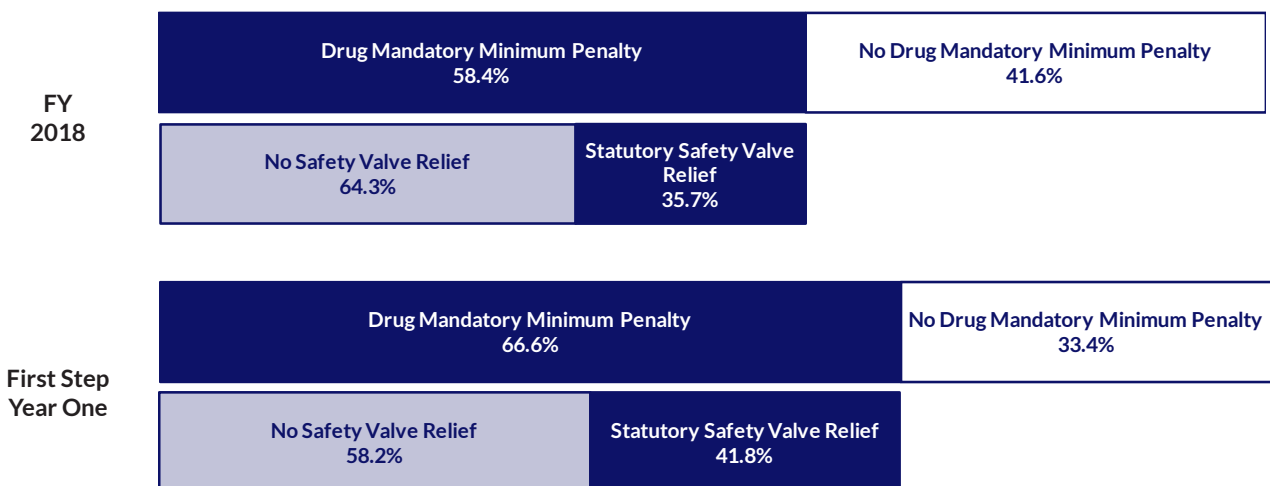 Drug Mandatory Minimum Penalty
58.4%
No Drug Mandatory Minimum Penalty
41.6%
FY
2018
No Safety Valve Relief
64.3%
Statutory Safety Valve
Relief
35.7%
Drug Mandatory Minimum Penalty
66.6%
No Drug Mandatory Minimum Penalty
33.4%
First Step
Year One
No Safety Valve Relief
58.2%
Statutory Safety Valve Relief
41.8%